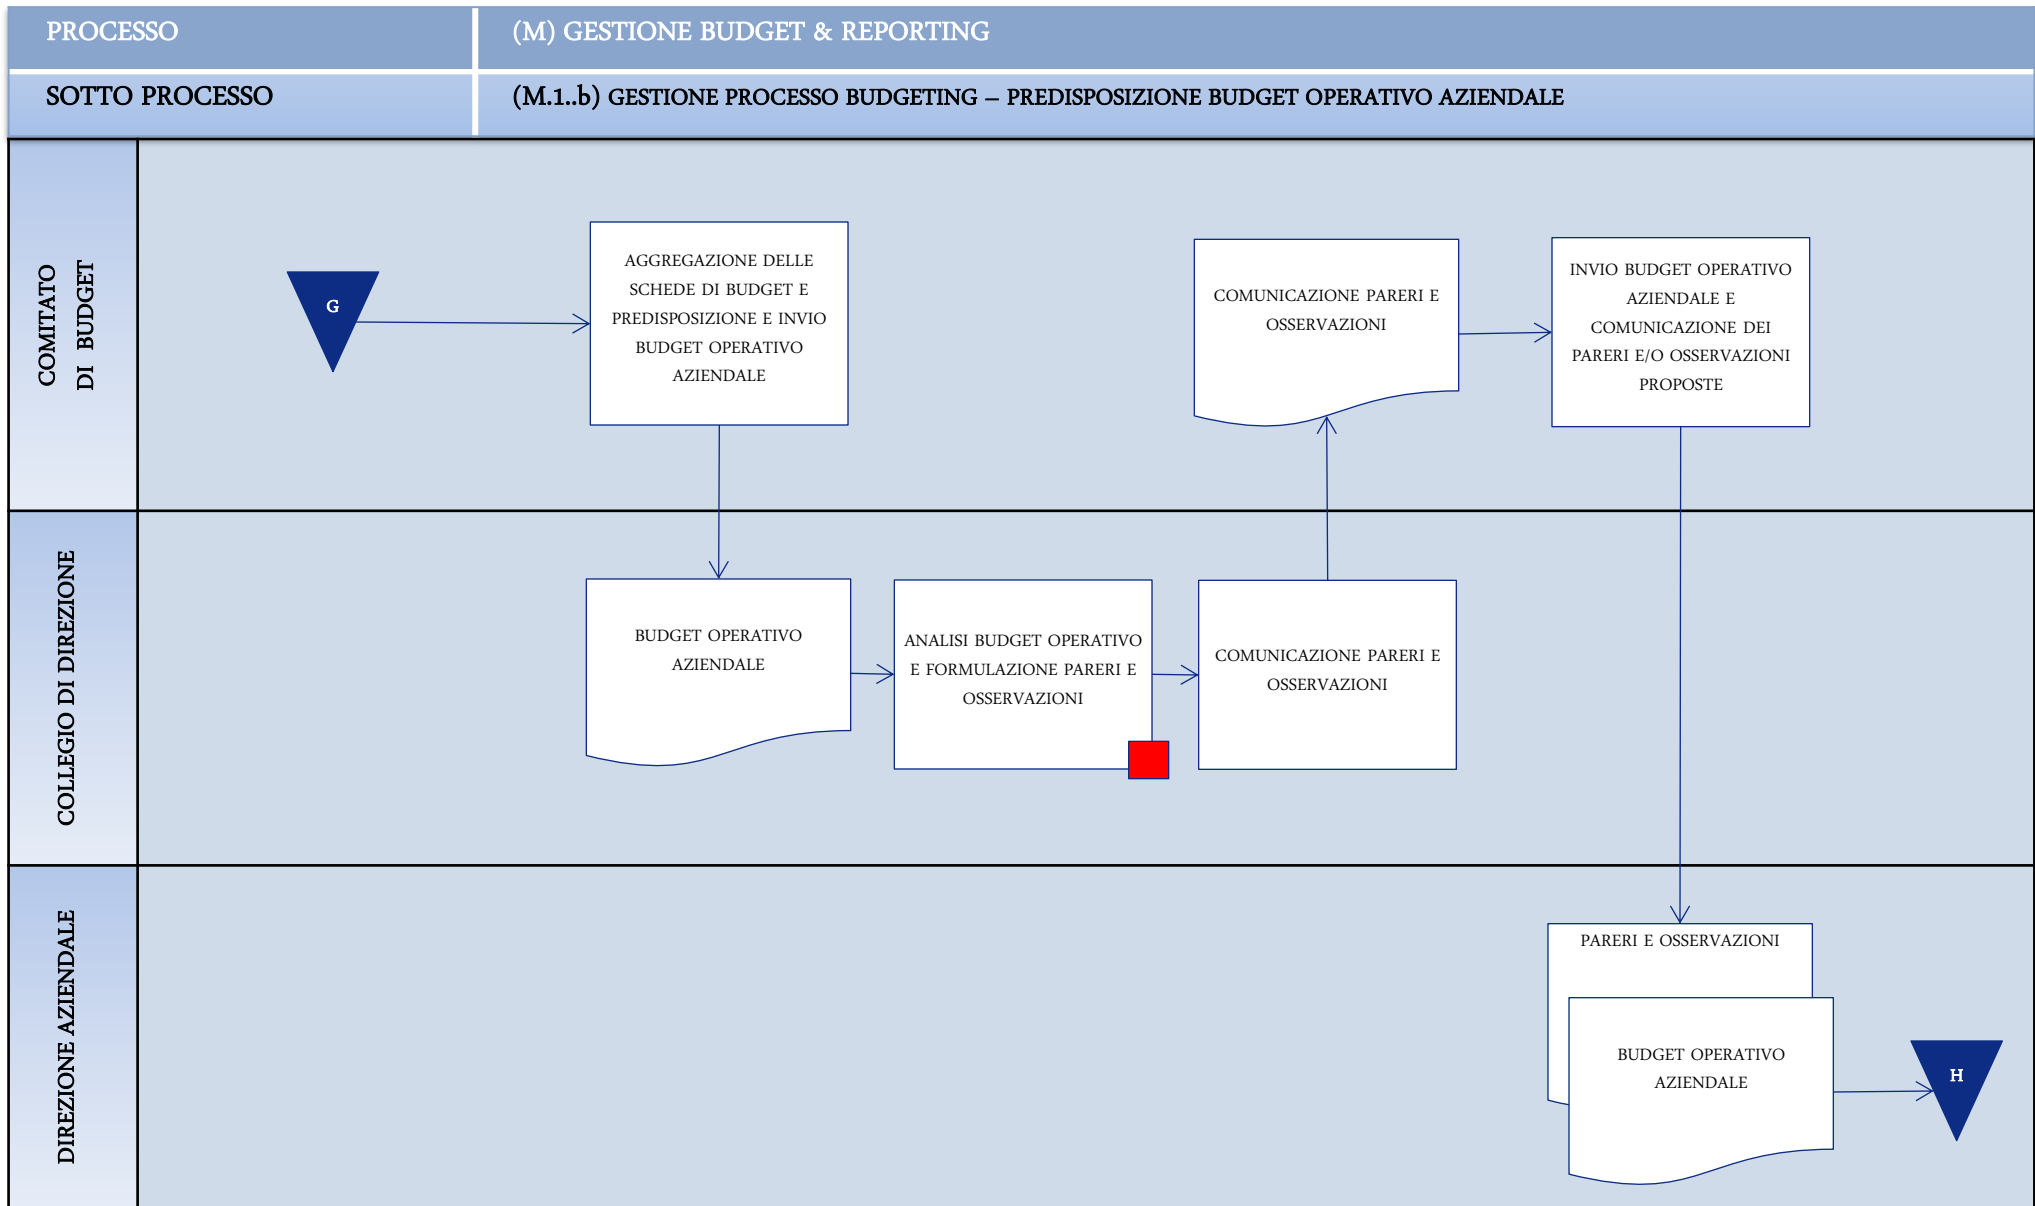 PROCESSO
(M) GESTIONE BUDGET & REPORTING
SOTTO PROCESSO
(M.1..b) GESTIONE PROCESSO BUDGETING – PREDISPOSIZIONE BUDGET OPERATIVO AZIENDALE
COMITATO
DI BUDGET
G
AGGREGAZIONE DELLE
SCHEDE DI BUDGET E
PREDISPOSIZIONE E INVIO
BUDGET OPERATIVO
AZIENDALE
COMUNICAZIONE PARERI E
OSSERVAZIONI
INVIO BUDGET OPERATIVO
AZIENDALE E
COMUNICAZIONE DEI
PARERI E/O OSSERVAZIONI
PROPOSTE
COLLEGIO DI DIREZIONE
BUDGET OPERATIVO
AZIENDALE
ANALISI BUDGET OPERATIVO
E FORMULAZIONE PARERI E
OSSERVAZIONI
COMUNICAZIONE PARERI E
OSSERVAZIONI
DIREZIONE AZIENDALE
PARERI E OSSERVAZIONI
BUDGET OPERATIVO
AZIENDALE
H